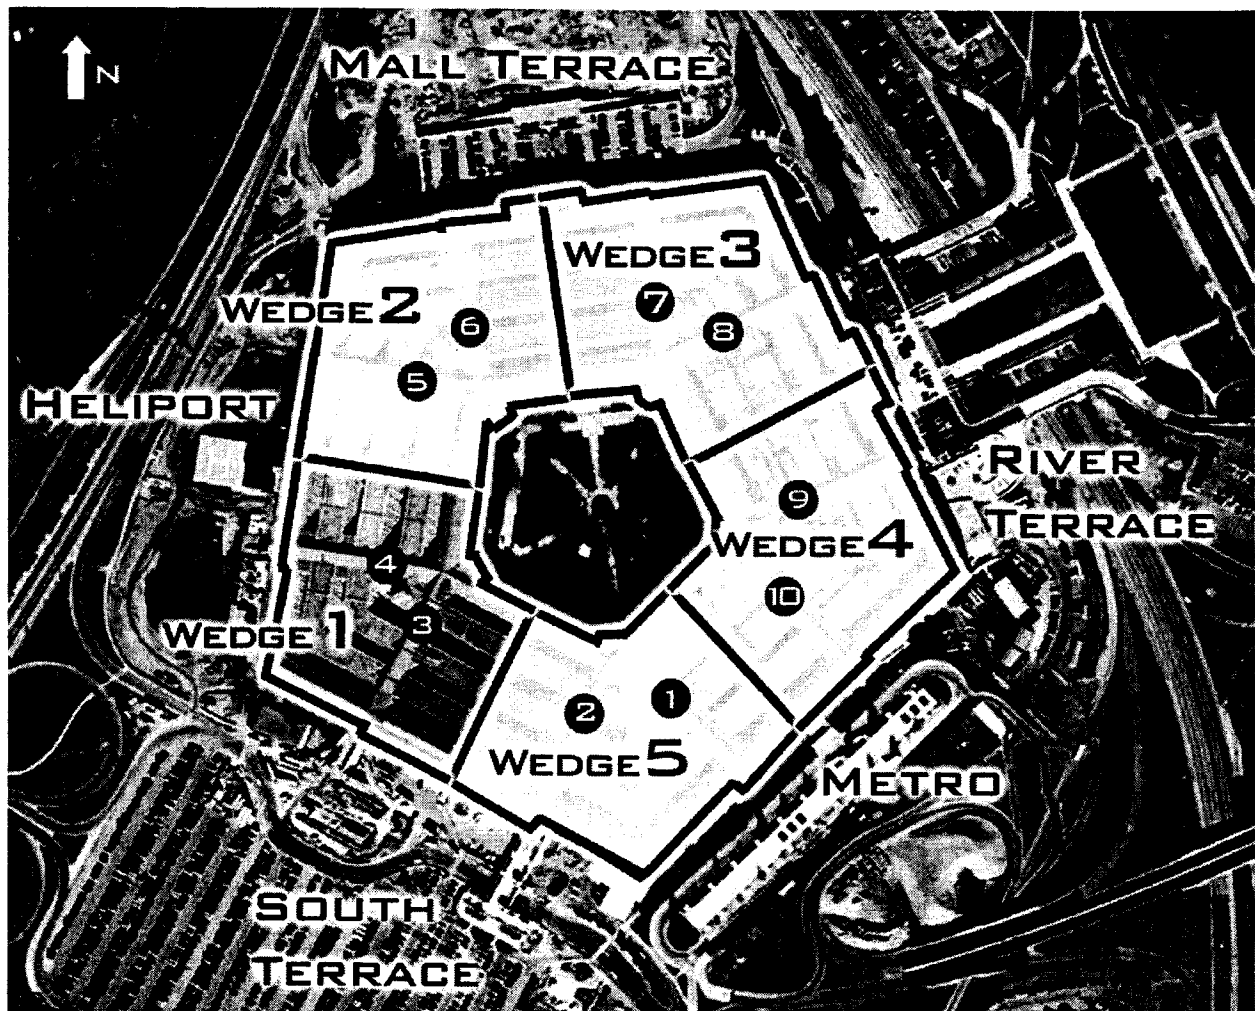 N
MALL TERRACE
WEDGE 3
WEDGE 2
7
6
8
5
HELIPORT
RIVER
TERRACE
9
WEDGE 4
4
10
3
WEDGE 1
1
2
WEDGE 5
METRO
SOUTH
TERRACE